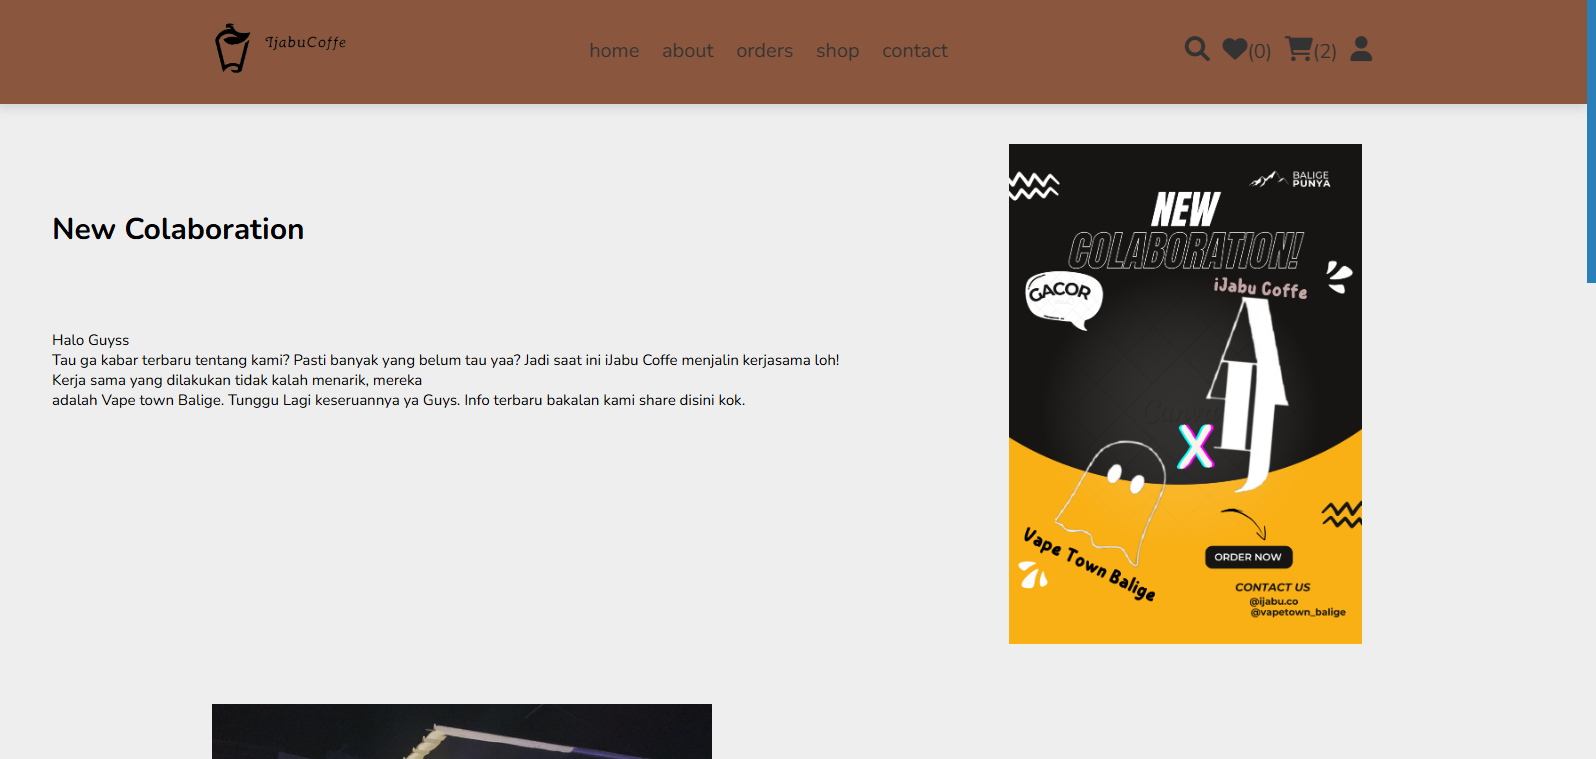 IjabuCoffe
home about orders shop contact
(0) (2)
New Colaboration
Halo Guyss
Tau ga kabar terbaru tentang kami? Pasti banyak yang belum tau yaa? Jadi saat ini iJabu Coffe menjalin kerjasama loh!
Kerja sama yang dilakukan tidak kalah menarik, mereka
adalah Vape town Balige. Tunggu Lagi keseruannya ya Guys. Info terbaru bakalan kami share disini kok.
BALIGE
PUNYA
NEW
COLABORATION!
iJabu Coffe
GACOR
Canva
X
Vape Town Balige
ORDER NOW
CONTACT US
@ijabu.co
@vapetown_balige